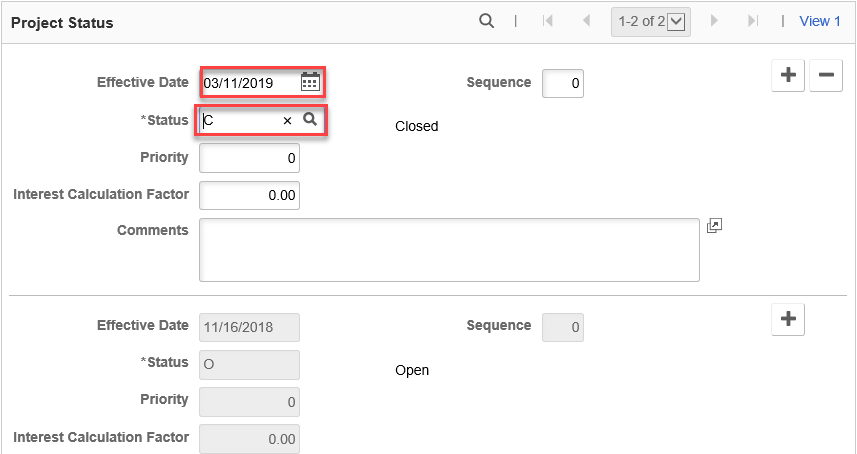 Project Status 1-2 of 2 View 1
Effective Date 03/11/2019 Sequence 0
*Status C Closed
Priority 0
Interest Calculation Factor 0.00
Comments
Effective Date 11/16/2018 Sequence 0
*Status O Open
Priority 0
Interest Calculation Factor 0.00